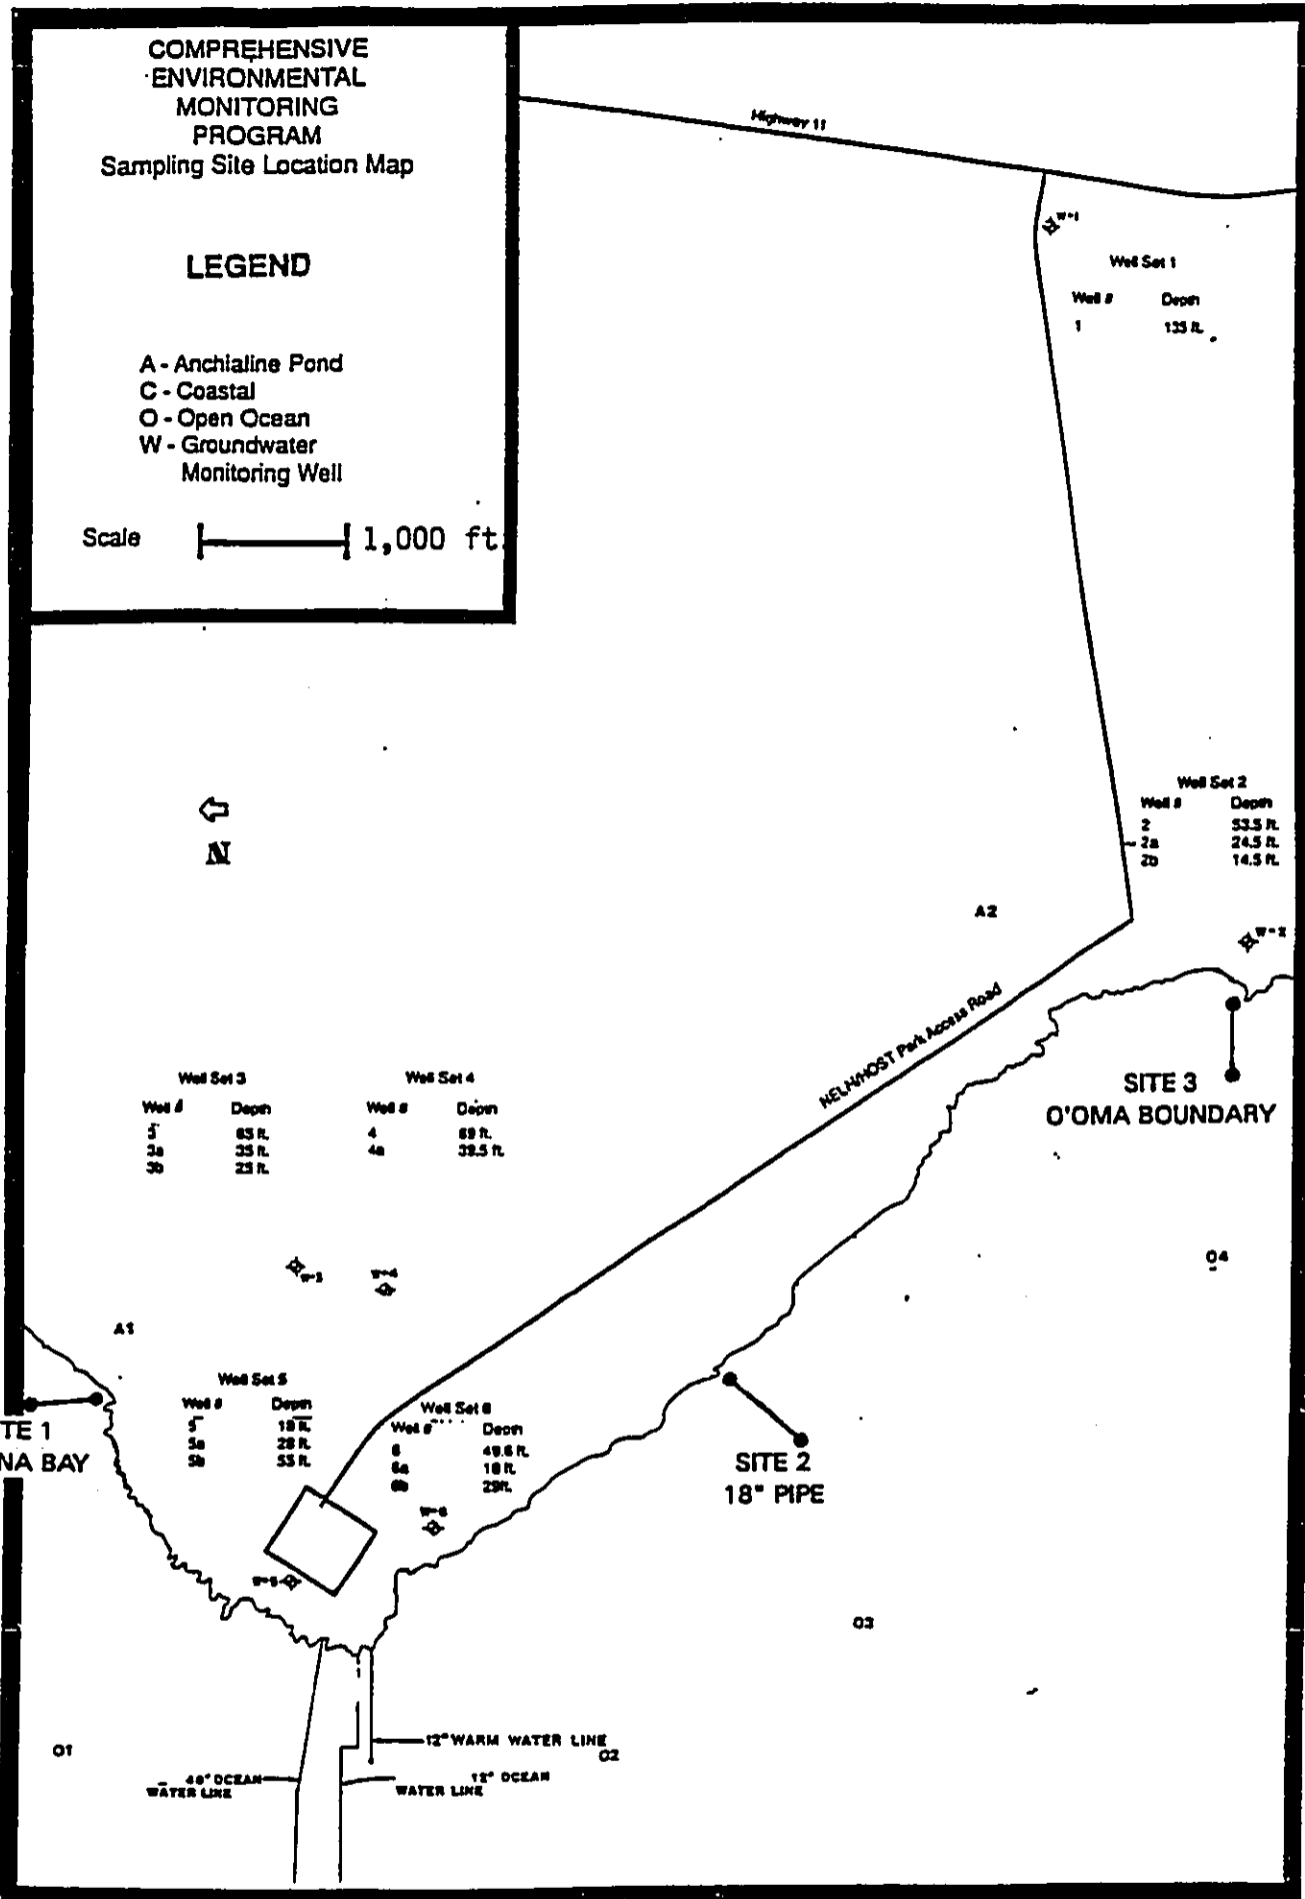 COMPREHENSIVE
ENVIRONMENTAL
MONITORING
PROGRAM
Sampling Site Location Map
LEGEND
A - Anchialine Pond
C - Coastal
O - Open Ocean
W - Groundwater
Monitoring Well
Scale 1,000 ft.
Highway 11
W-1
Well Set 1
Well # Depth
1 135 ft.
N
Well Set 2
Well # Depth
2 53.5 ft.
2a 24.5 ft.
2b 14.5 ft.
A2
W-2
NELH/HOST Park Access Road
SITE 3
O'OMA BOUNDARY
Well Set 3
Well # Depth
65 ft.
3a 35 ft.
3b 25 ft.
Well Set 4
Well # Depth
4 69 ft.
4a 39.5 ft.
O4
W-3
W-4
A1
TE 1
NA BAY
Well Set 5
Well # Depth
5 18 ft.
5a 28 ft.
5b 55 ft.
Well Set 6
Well # Depth
6 49.6 ft.
6a 18 ft.
6b 29ft.
SITE 2
18" PIPE
W-6
W-5
O3
O1
12" WARM WATER LINE
O2
40" OCEAN
WATER LINE
12" OCEAN
WATER LINE